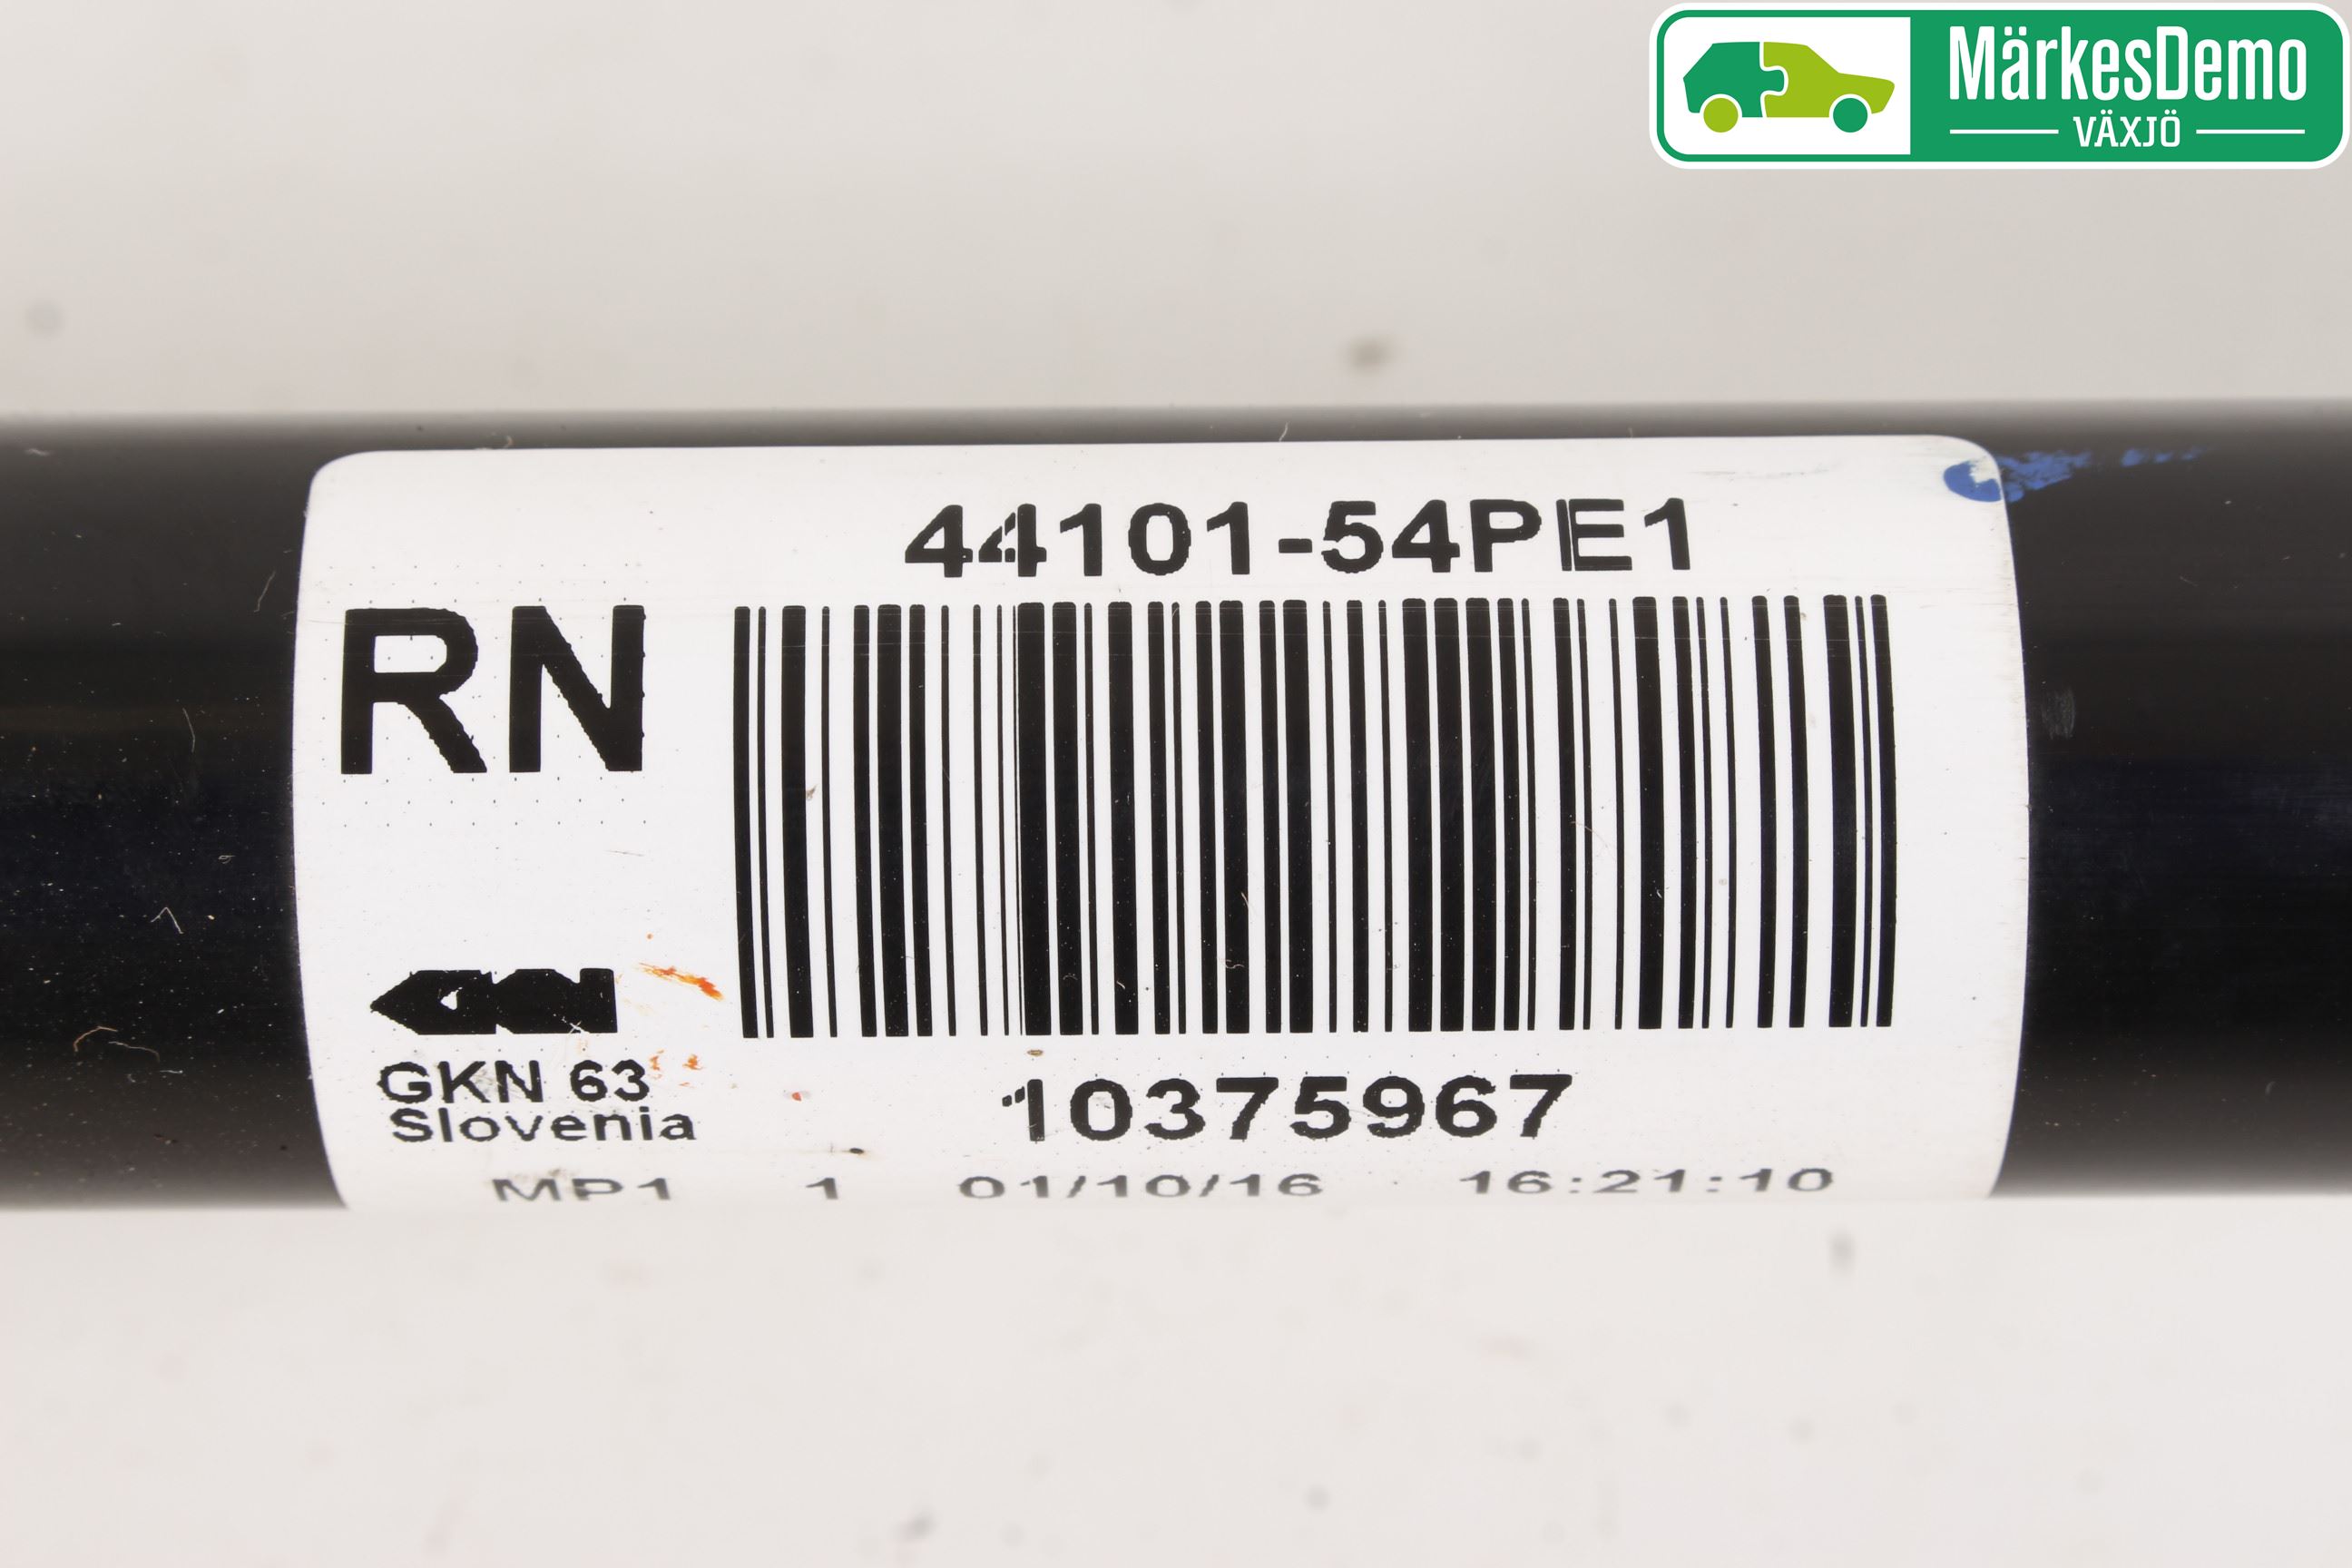 MärkesDemo
VÄXJÖ
44101-54PE1
RN
GKN 63
Slovenia
10375967
MP1 1 01/10/16 16:21:10